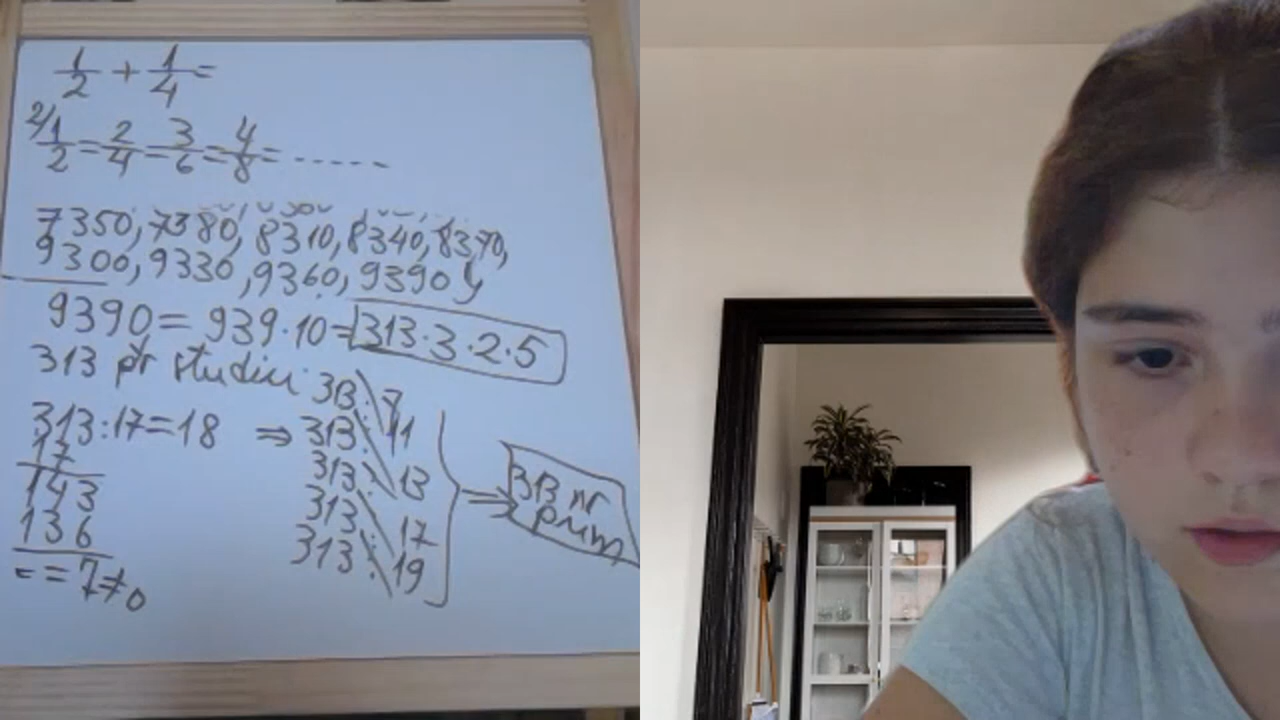 1/2 + 1/4 =
2/ 1/2 = 2/4 = 3/6 = 4/8 = ......
7350, 7380, 8310, 8340, 8370,
9300, 9330, 9360, 9390 y
9390 = 939·10 = 313·3·2·5
313 pt studiu
313:17=18
17
143
136
= = 7≠0
⇒ 313 ⋮ 7
313 ⋮ 11
313 ⋮ 13
313 ⋮ 17
313 ⋮ 19
⇒ 313 nr
prim